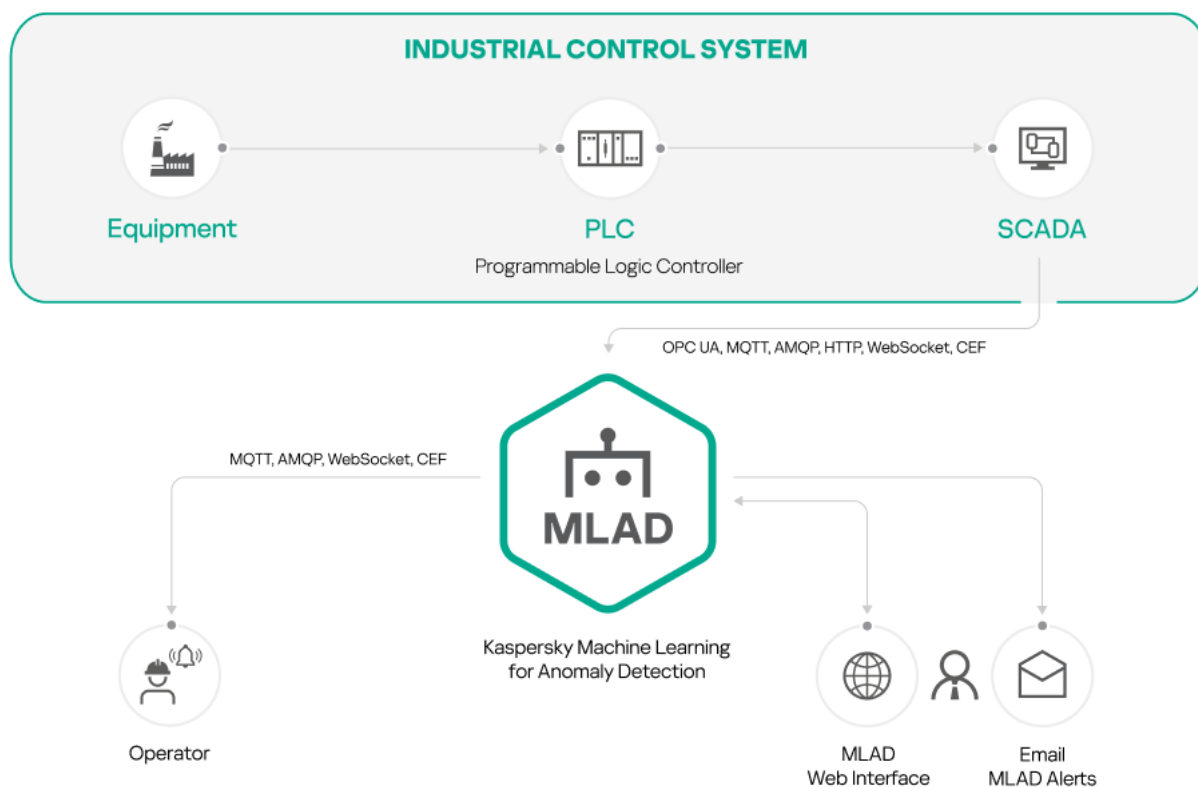 INDUSTRIAL CONTROL SYSTEM
Equipment
PLC
SCADA
Programmable Logic Controller
OPC UA, MQTT, AMQP, HTTP, WebSocket, CEF
MQTT, AMQP, WebSocket, CEF
MLAD
Kaspersky Machine Learning
for Anomaly Detection
Operator
MLAD
Web Interface
Email
MLAD Alerts